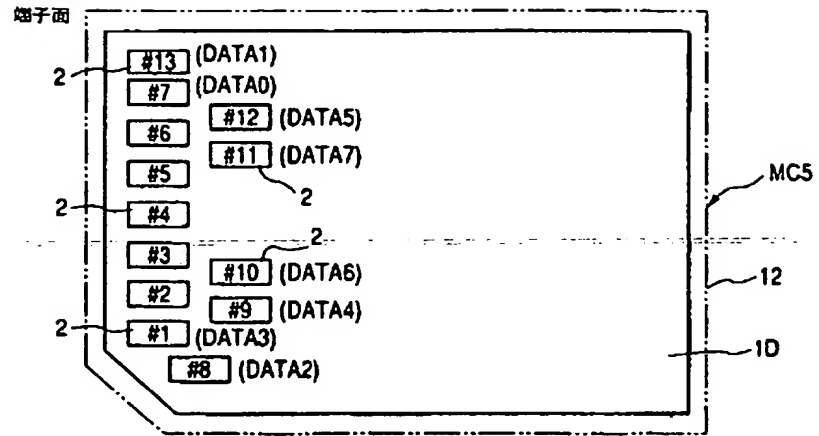 端子面
2 #13 (DATA1)
#7 (DATA0)
#12 (DATA5)
#6
#11 (DATA7)
#5
2
MC5
2 #4
2
#3
#10 (DATA6)
12
#2
#9 (DATA4)
2 #1 (DATA3)
1D
#8 (DATA2)